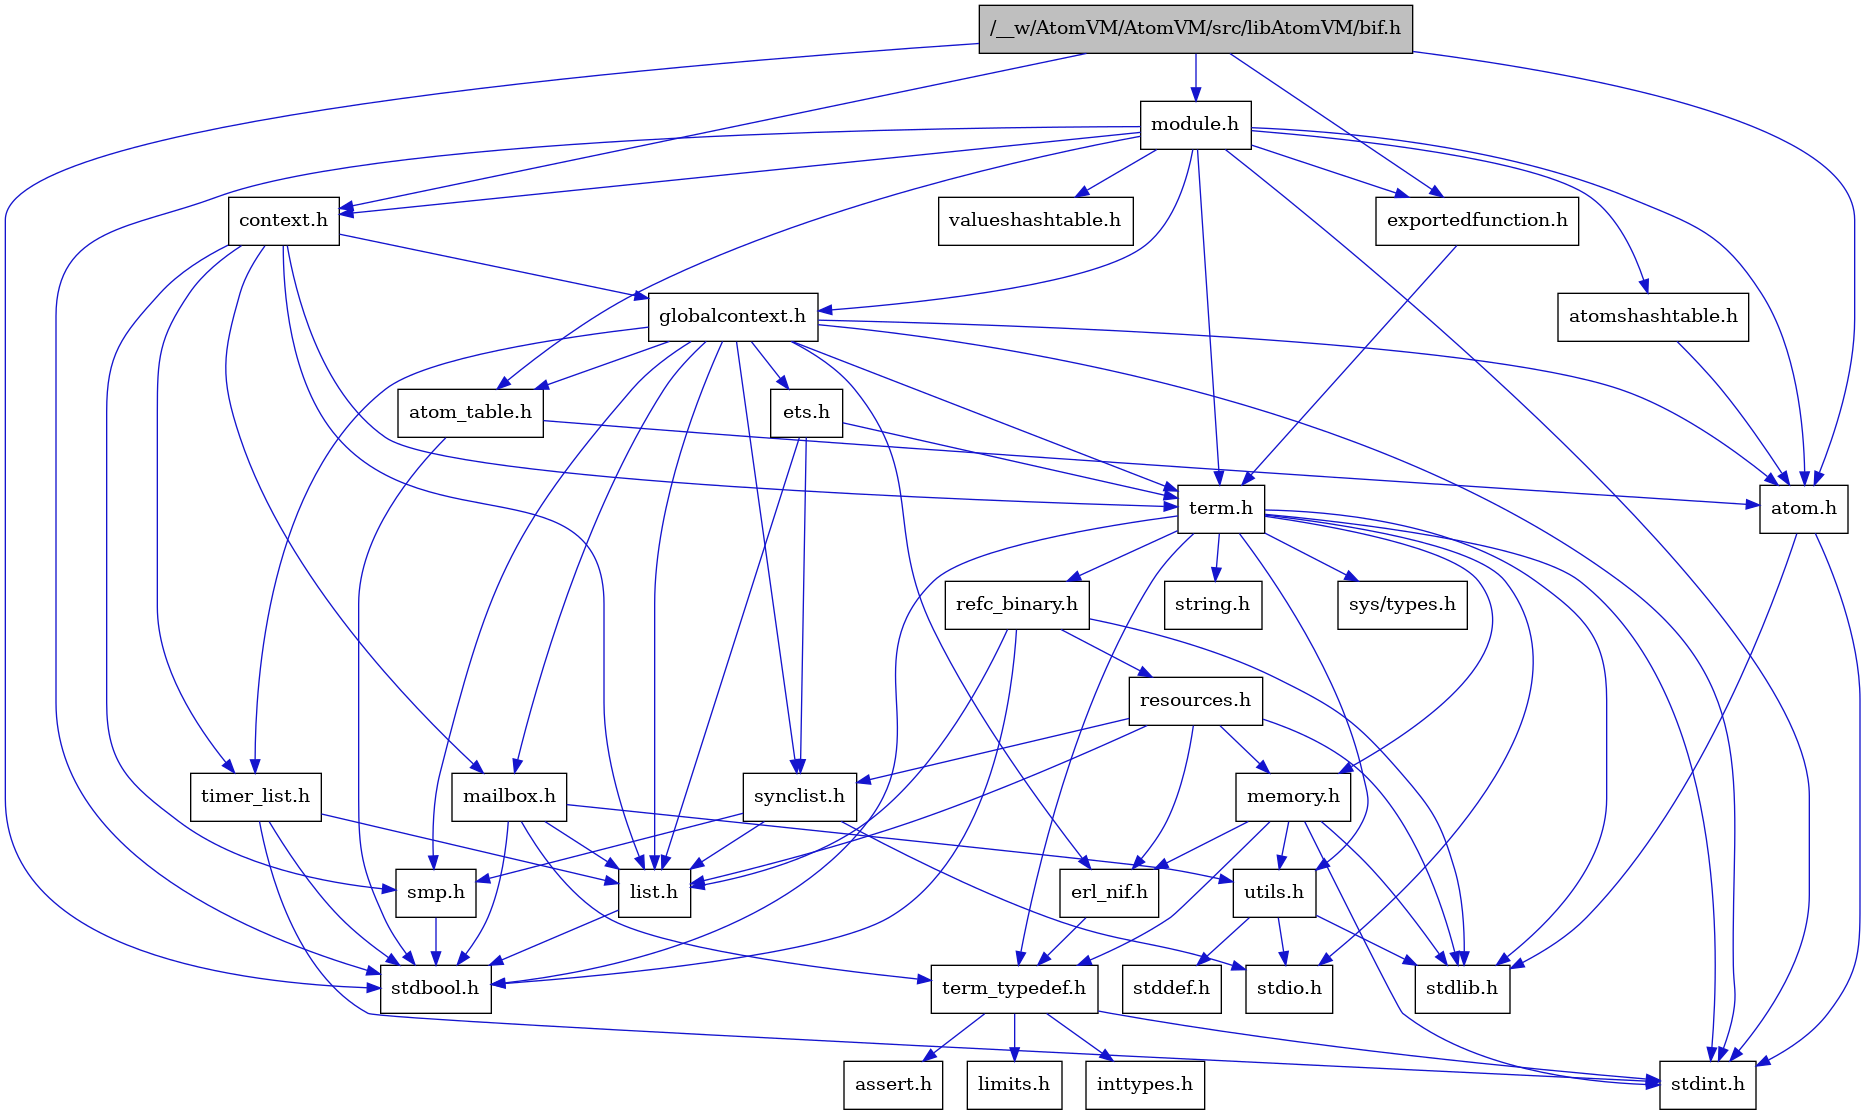 /__w/AtomVM/AtomVM/src/libAtomVM/bif.h
module.h
context.h
valueshashtable.h
exportedfunction.h
globalcontext.h
atomshashtable.h
atom_table.h
ets.h
term.h
atom.h
refc_binary.h
string.h
sys/types.h
resources.h
timer_list.h
mailbox.h
synclist.h
memory.h
smp.h
list.h
erl_nif.h
utils.h
stdbool.h
term_typedef.h
stddef.h
stdio.h
stdlib.h
assert.h
limits.h
inttypes.h
stdint.h